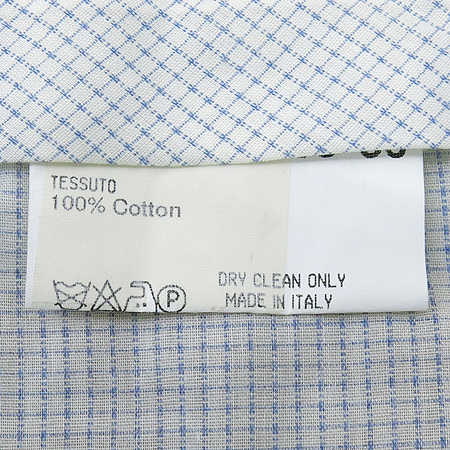 TESSUTO
100% Cotton
DRY CLEAN ONLY
P
MADE IN ITALY